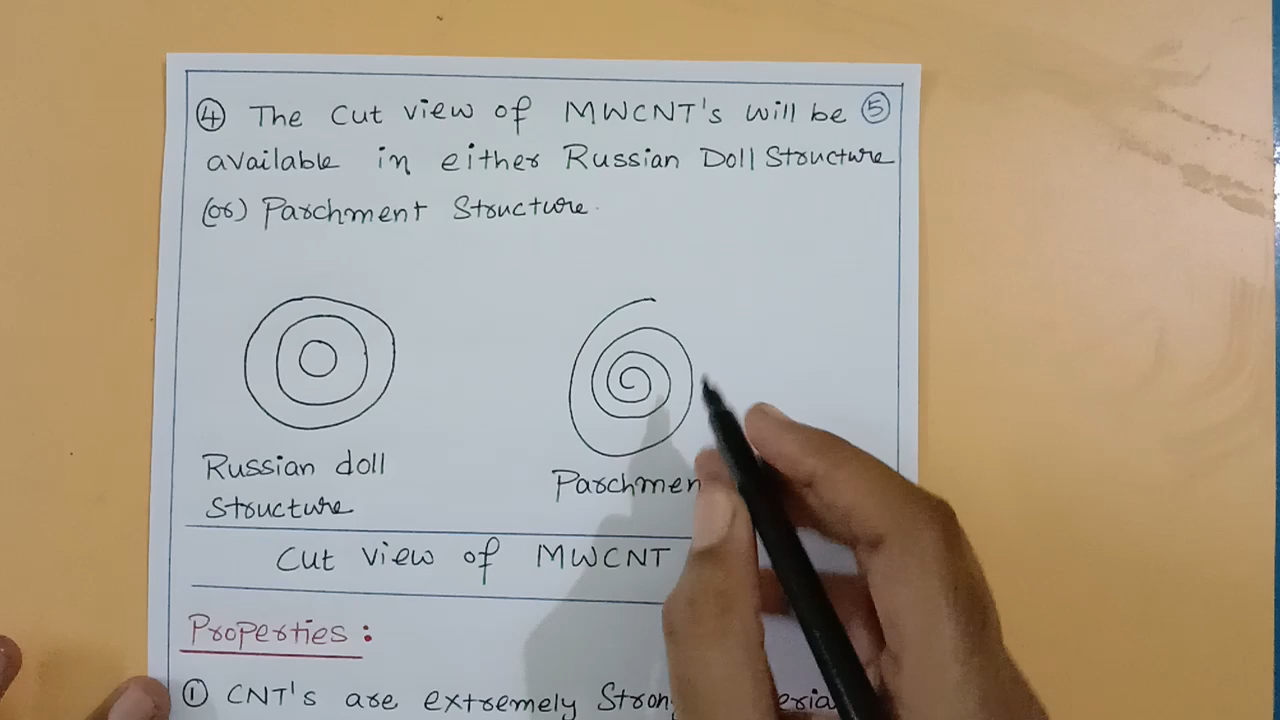 ④ The Cut view of MWCNT's will be ⑤
available in either Russian Doll Structure
(or) Parchment Structure.
Russian doll
Structure
Parchmen
Cut view of MWCNT
Properties:
① CNT's are extremely